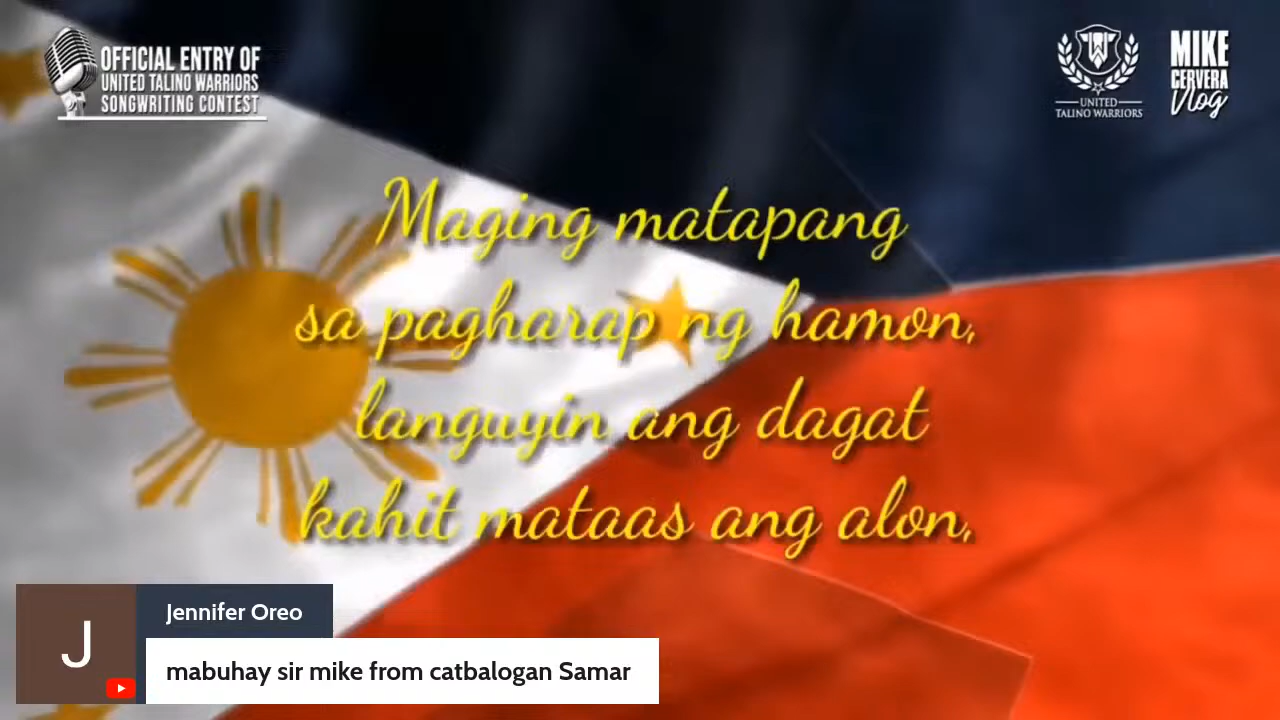 OFFICIAL ENTRY OF
UNITED TALINO WARRIORS
SONGWRITING CONTEST
UNITED
TALINO WARRIORS
MIKE
CERVERA
Vlog
Maging matapang
sa pagharap ng hamon,
languyin ang dagat
kahit mataas ang alon,
J
Jennifer Oreo
mabuhay sir mike from catbalogan Samar